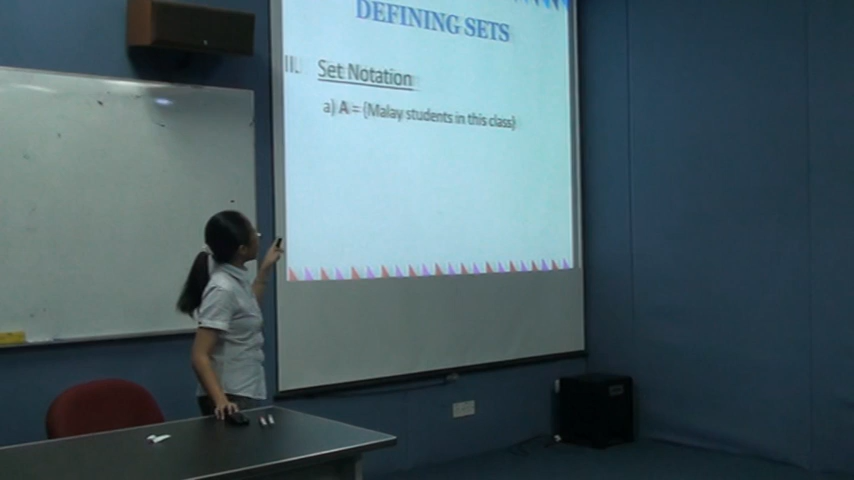 DEFINING SETS
II. Set Notation
a) A = {Malay students in this class}